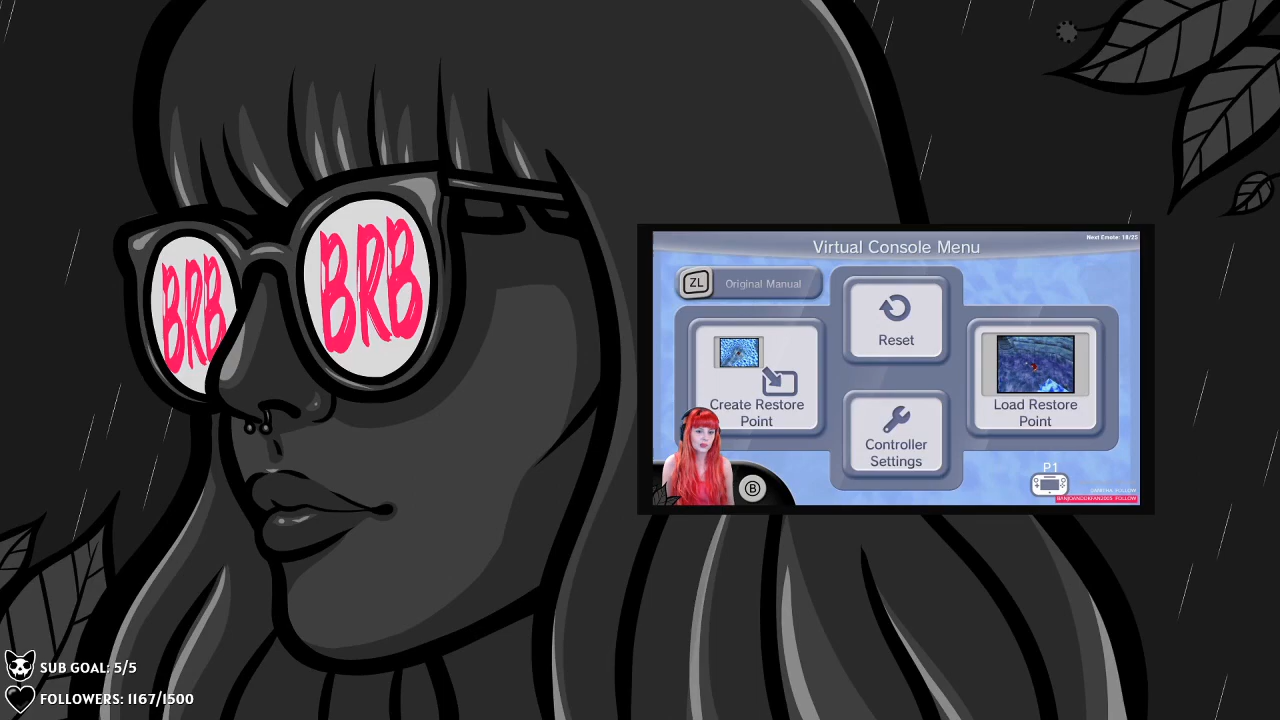 BRB
BRB
Virtual Console Menu
Next Emote: 18/25
ZL
Original Manual
Reset
Create Restore
Point
Load Restore
Point
Controller
Settings
B
P1
SUB GOAL: 5/5
FOLLOWERS: 1167/1500